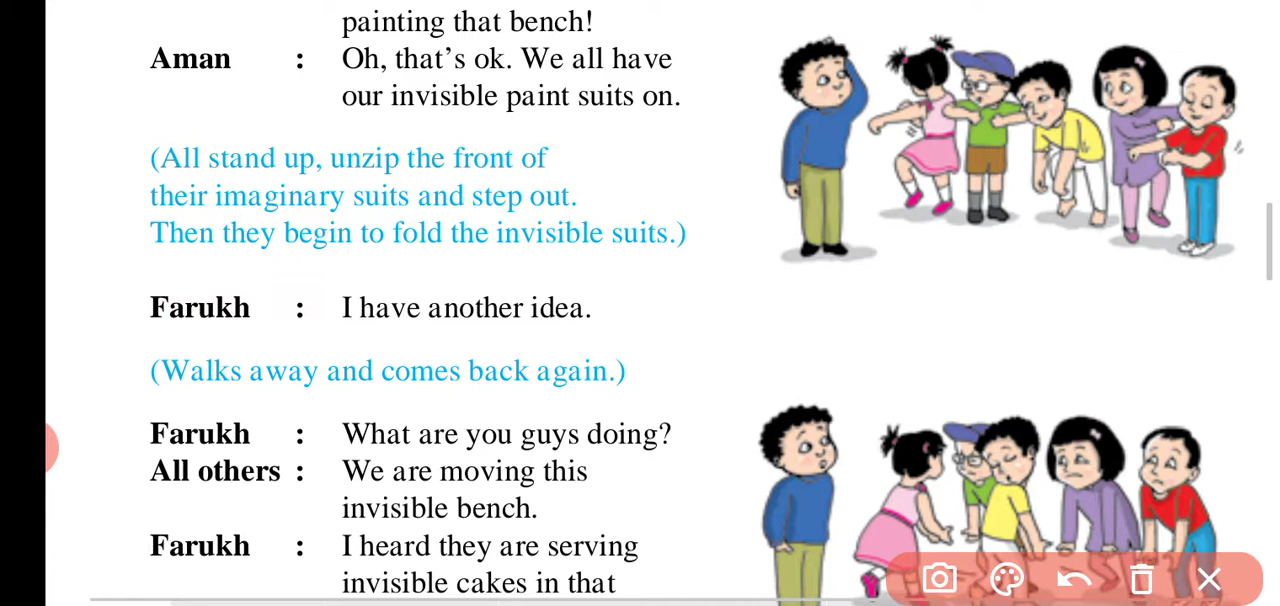 painting that bench!
Aman : Oh, that's ok. We all have
our invisible paint suits on.
(All stand up, unzip the front of
their imaginary suits and step out.
Then they begin to fold the invisible suits.)
Farukh : I have another idea.
(Walks away and comes back again.)
Farukh : What are you guys doing?
All others : We are moving this
invisible bench.
Farukh : I heard they are serving
invisible cakes in that